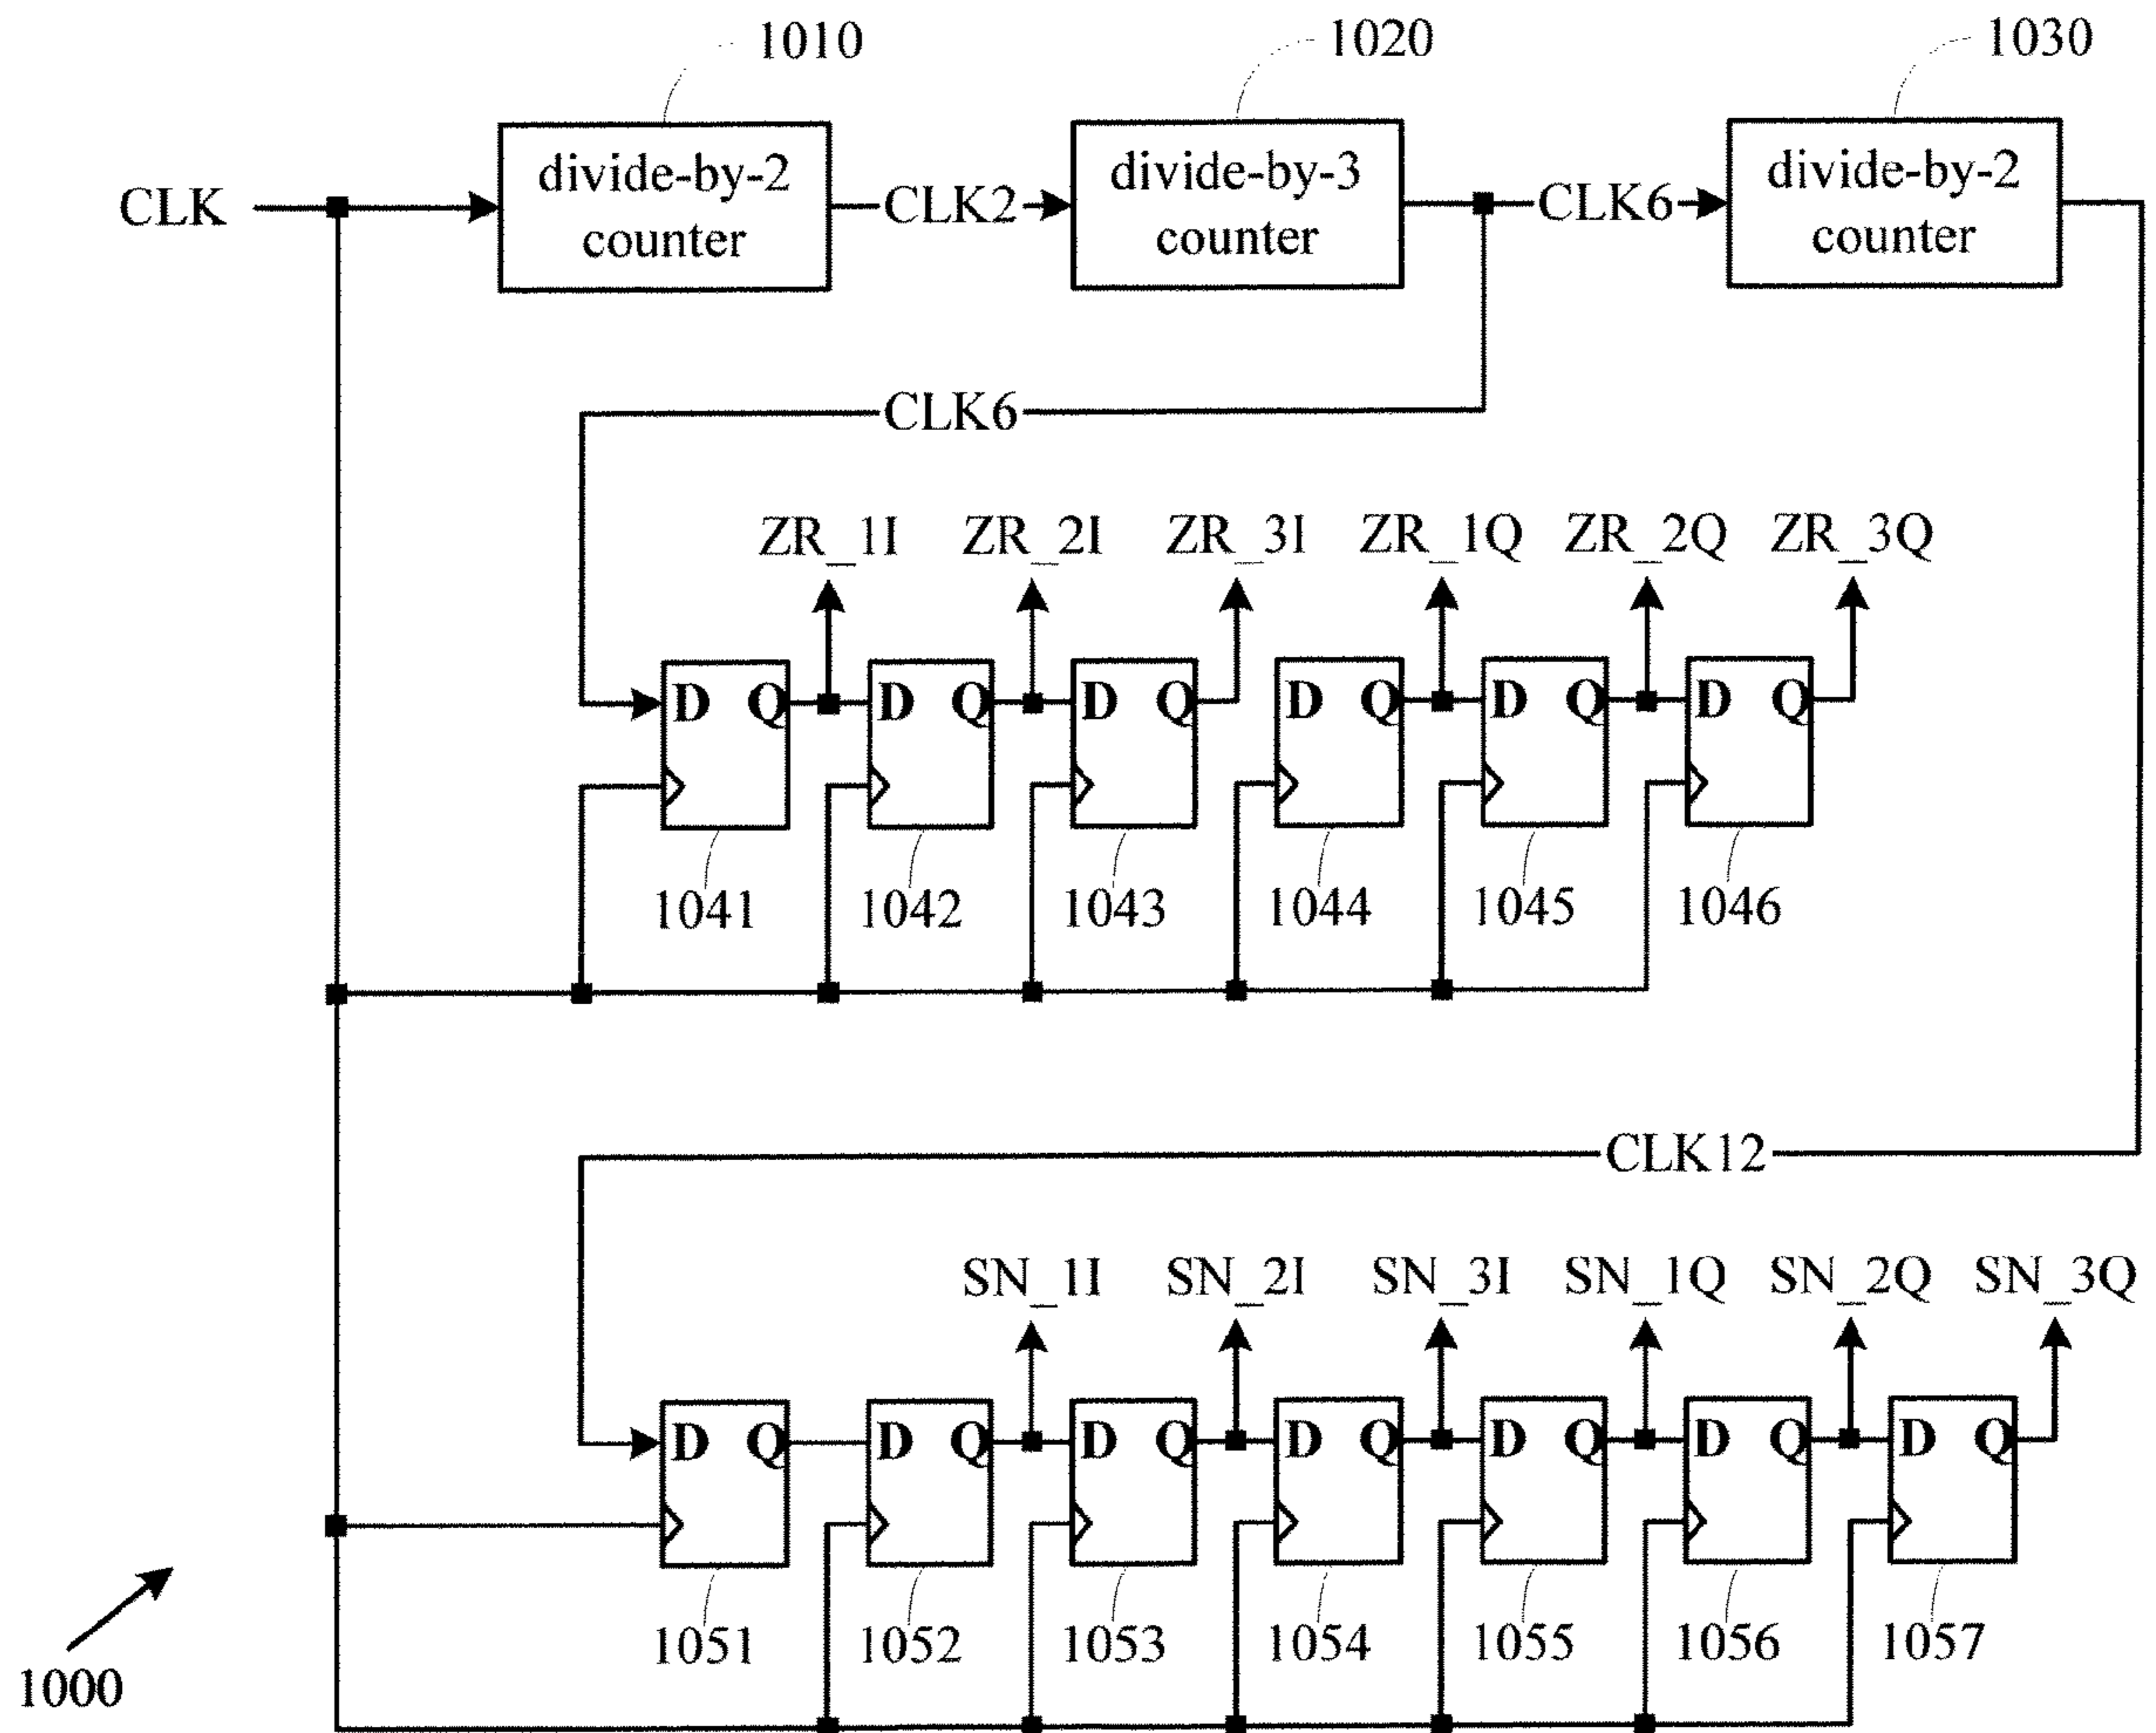 1010
1020
1030
CLK
divide-by-2
counter
CLK2
divide-by-3
counter
CLK6
divide-by-2
counter
CLK6
ZR_1I
ZR_2I
ZR_3I
ZR_1Q
ZR_2Q
ZR_3Q
D Q
D Q
D Q
D Q
D Q
D Q
1041
1042
1043
1044
1045
1046
CLK12
SN_1I
SN_2I
SN_3I
SN_1Q
SN_2Q
SN_3Q
D Q
D Q
D Q
D Q
D Q
D Q
D Q
1051
1052
1053
1054
1055
1056
1057
1000